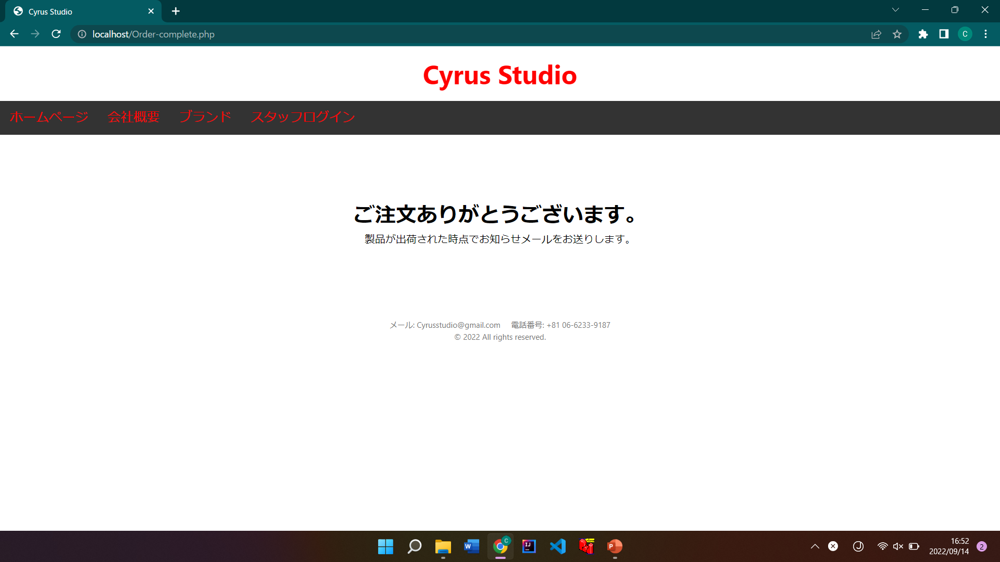 Cyrus Studio
localhost/Order-complete.php
C
Cyrus Studio
ホームページ 会社概要 ブランド スタッフログイン
ご注文ありがとうございます。
製品が出荷された時点でお知らせメールをお送りします。
メール: Cyrusstudio@gmail.com 電話番号: +81 06-6233-9187
© 2022 All rights reserved.
W C IJ P J 16:52
2022/09/14 2